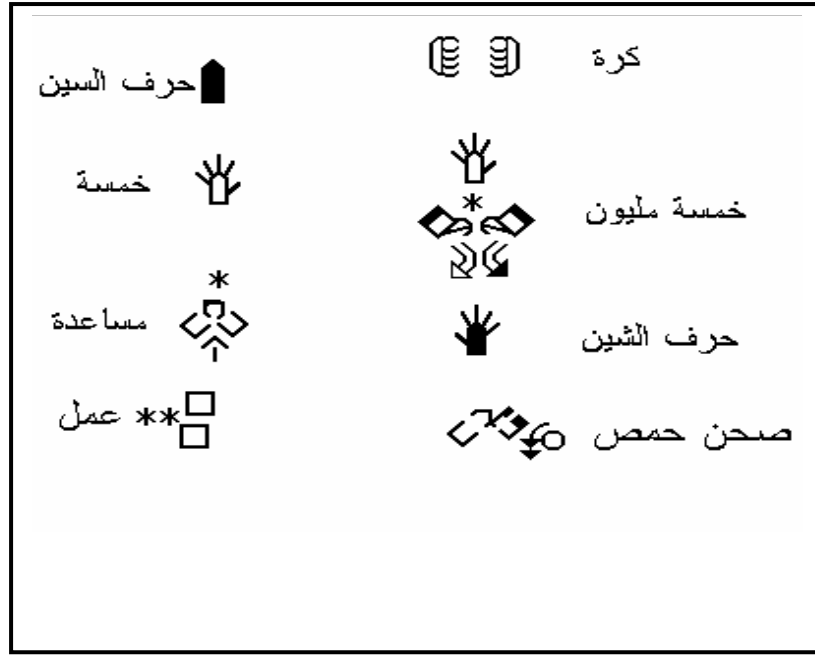 كرة
حرف السين
خمسة
خمسة مليون
مساعدة
حرف الشين
عمل
صحن حمص